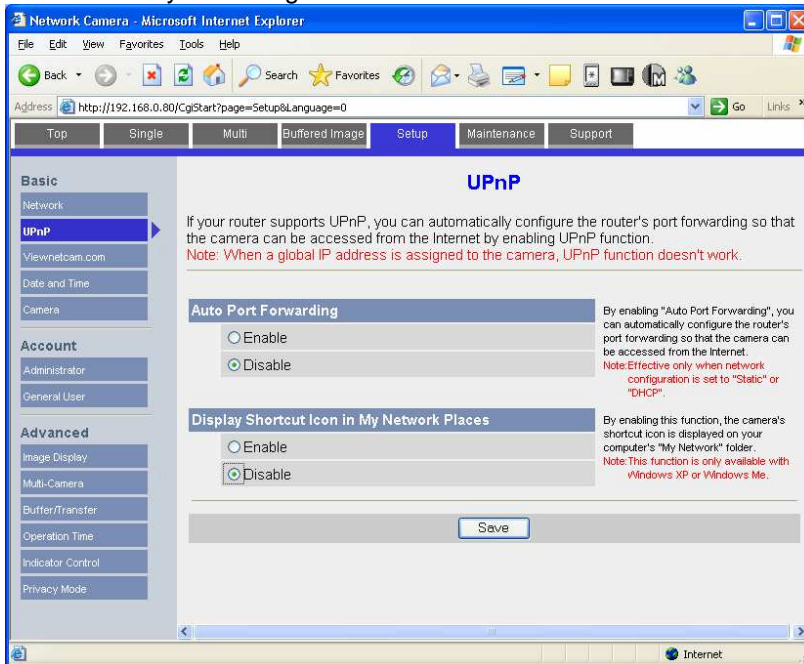 Network Camera - Microsoft Internet Explorer
File Edit View Favorites Tools Help
Back Search Favorites
Address http://192.168.0.80/CgiStart?page=Setup&Language=0 Go Links
Top Single Multi Buffered Image Setup Maintenance Support
Basic
Network
UPnP
Viewnetcam.com
Date and Time
Camera
Account
Administrator
General User
Advanced
Image Display
Multi-Camera
Buffer/Transfer
Operation Time
Indicator Control
Privacy Mode
UPnP
If your router supports UPnP, you can automatically configure the router's port forwarding so that
the camera can be accessed from the Internet by enabling UPnP function.
Note: When a global IP address is assigned to the camera, UPnP function doesn't work.
Auto Port Forwarding
Enable
Disable
By enabling "Auto Port Forwarding", you
can automatically configure the router's
port forwarding so that the camera can
be accessed from the Internet.
Note:Effective only when network
configuration is set to "Static" or
"DHCP".
Display Shortcut Icon in My Network Places
Enable
Disable
By enabling this function, the camera's
shortcut icon is displayed on your
computer's "My Network" folder.
Note:This function is only available with
Windows XP or Windows Me.
Save
Internet